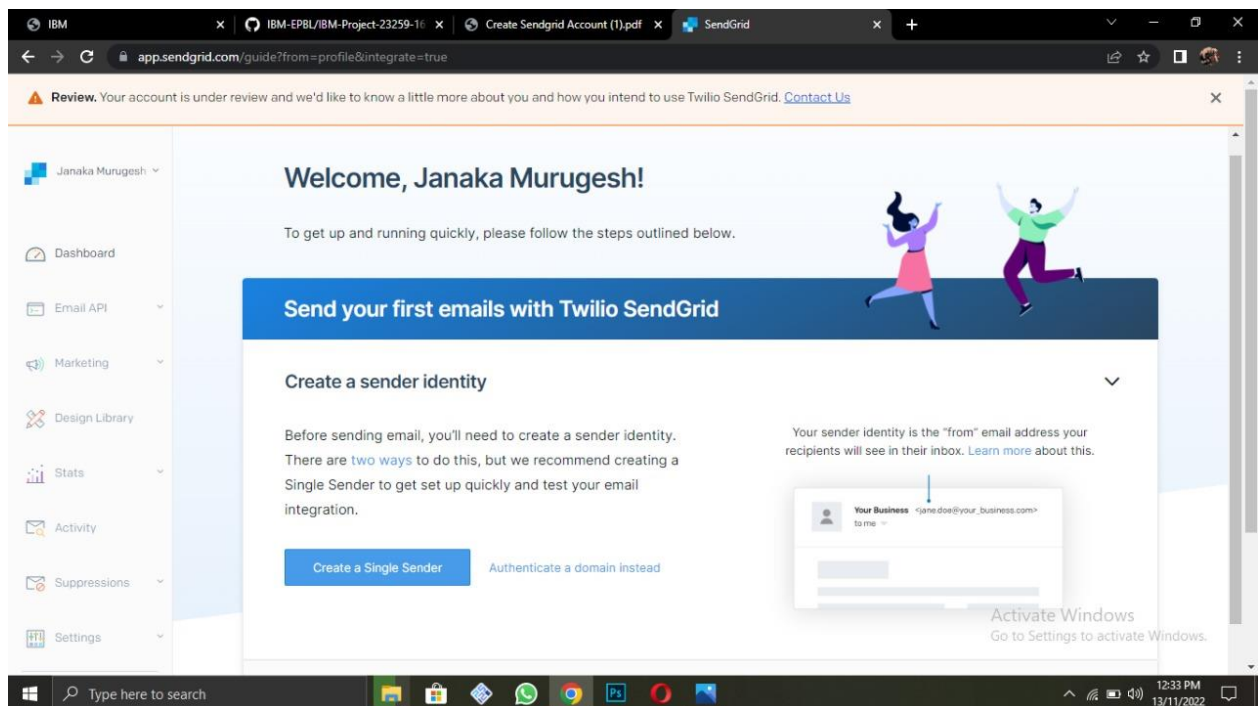 IBM
IBM-EPBL/IBM-Project-23259-16
Create Sendgrid Account (1).pdf
SendGrid
app.sendgrid.com/guide?from=profile&integrate=true
Review. Your account is under review and we'd like to know a little more about you and how you intend to use Twilio SendGrid. Contact Us
Janaka Murugesh
Dashboard
Email API
Marketing
Design Library
Stats
Activity
Suppressions
Settings
Welcome, Janaka Murugesh!
To get up and running quickly, please follow the steps outlined below.
Send your first emails with Twilio SendGrid
Create a sender identity
Before sending email, you'll need to create a sender identity.
There are two ways to do this, but we recommend creating a
Single Sender to get set up quickly and test your email
integration.
Create a Single Sender
Authenticate a domain instead
Your sender identity is the "from" email address your
recipients will see in their inbox. Learn more about this.
Your Business <jane.doe@your_business.com>
to me
Activate Windows
Go to Settings to activate Windows.
Type here to search
Ps
12:33 PM
13/11/2022